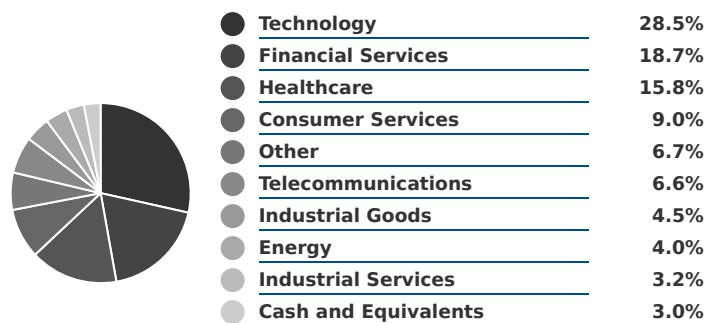 Technology 28.5%
Financial Services 18.7%
Healthcare 15.8%
Consumer Services 9.0%
Other 6.7%
Telecommunications 6.6%
Industrial Goods 4.5%
Energy 4.0%
Industrial Services 3.2%
Cash and Equivalents 3.0%